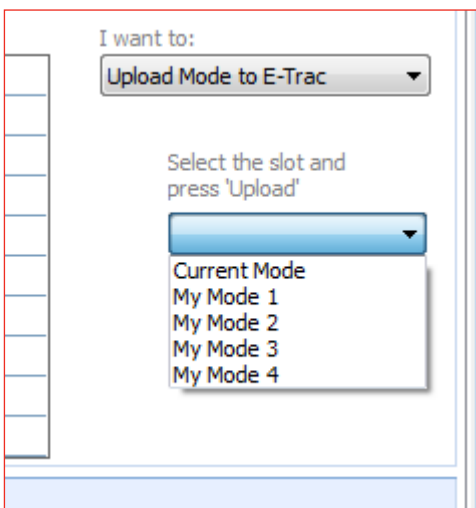 I want to:
Upload Mode to E-Trac
Select the slot and
press 'Upload'
Current Mode
My Mode 1
My Mode 2
My Mode 3
My Mode 4